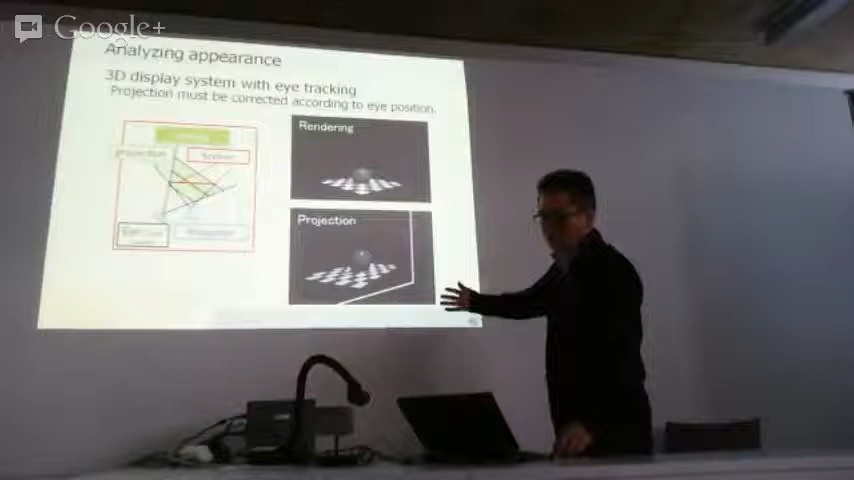 Google+
Analyzing appearance
3D display system with eye tracking
Projection must be corrected according to eye position.
Rendering
Projection